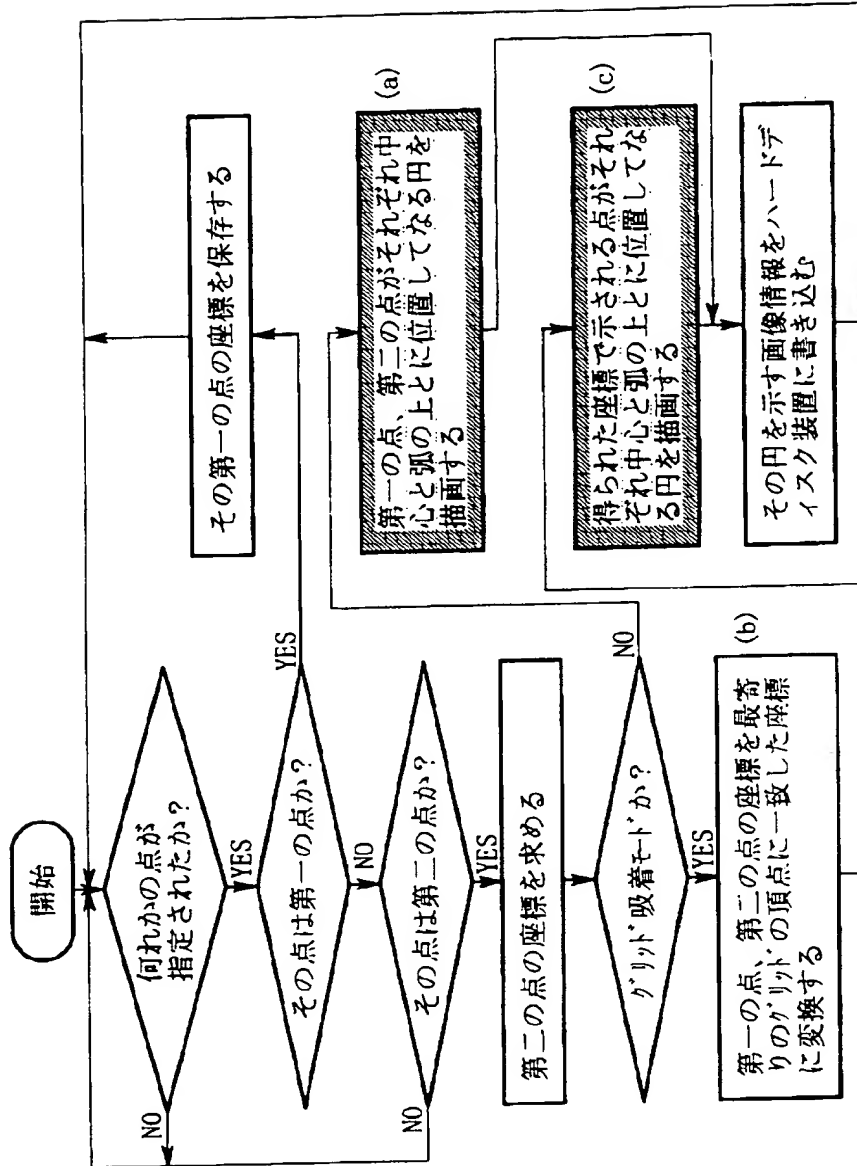 開始
何れかの点が
指定されたか?
NO
YES
その点は第一の点か?
YES
NO
その点は第二の点か?
NO
YES
第二の点の座標を求める
グリッド吸着モードか?
NO
YES
第一の点、第二の点の座標を最寄
りのグリッドの頂点に一致した座標
に変換する
(b)
その第一の点の座標を保存する
第一の点、第二の点がそれぞれ中
心と弧の上とに位置してなる円を
描画する
(a)
得られた座標で示される点がそれ
ぞれ中心と弧の上とに位置してな
る円を描画する
(c)
その円を示す画像情報をハードデ
ィスク装置に書き込む